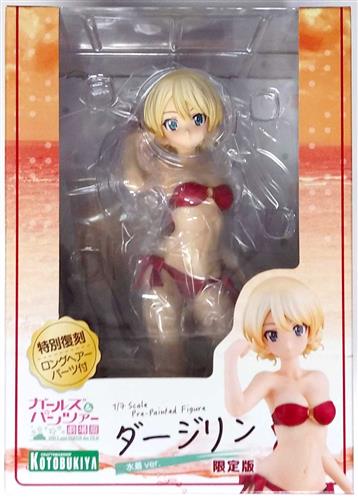 特別復刻
ロングヘアー
パーツ付
ガールズ&
パンツァー
劇場版
1/7 Scale
Pre-Painted Figure
ダージリン
水着 ver.
限定版
KOTOBUKIYA